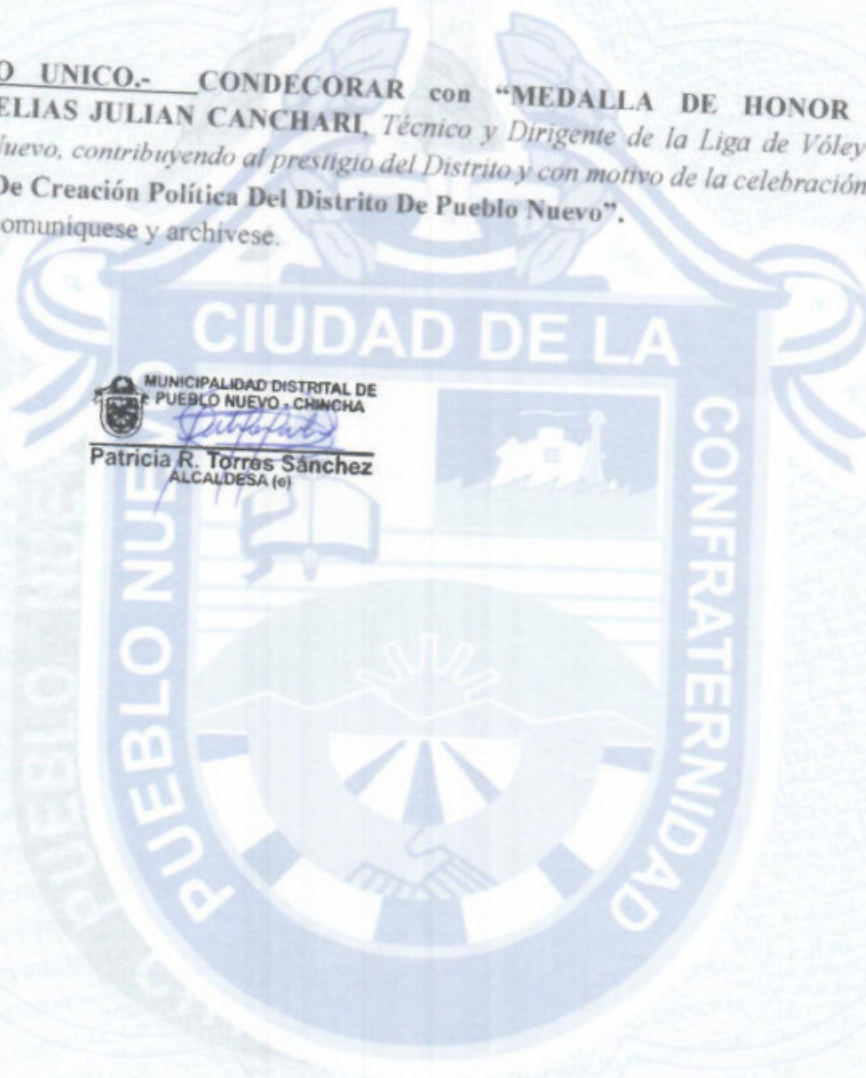 O UNICO.- CONDECORAR con “MEDALLA DE HONOR
ELIAS JULIAN CANCHARI, Técnico y Dirigente de la Liga de Vóley
Nuevo, contribuyendo al prestigio del Distrito y con motivo de la celebración
De Creación Política Del Distrito De Pueblo Nuevo”.
omuníquese y archívese.
CIUDAD DE LA
MUNICIPALIDAD DISTRITAL DE
PUEBLO NUEVO - CHINCHA
Patricia R. Torres Sánchez
ALCALDESA (e)
PUEBLO NUEVO
CONFRATERNIDAD
PUEBLO NUE